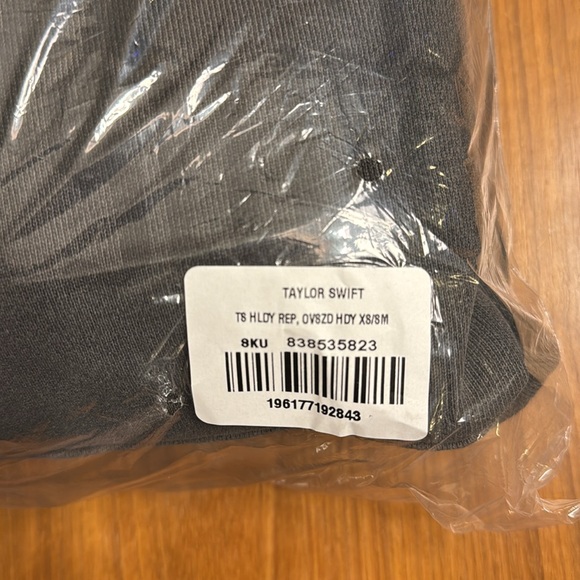 TAYLOR SWIFT
TS HLDY REP, OVSZD HDY XS/SM
SKU 838535823
196177192843